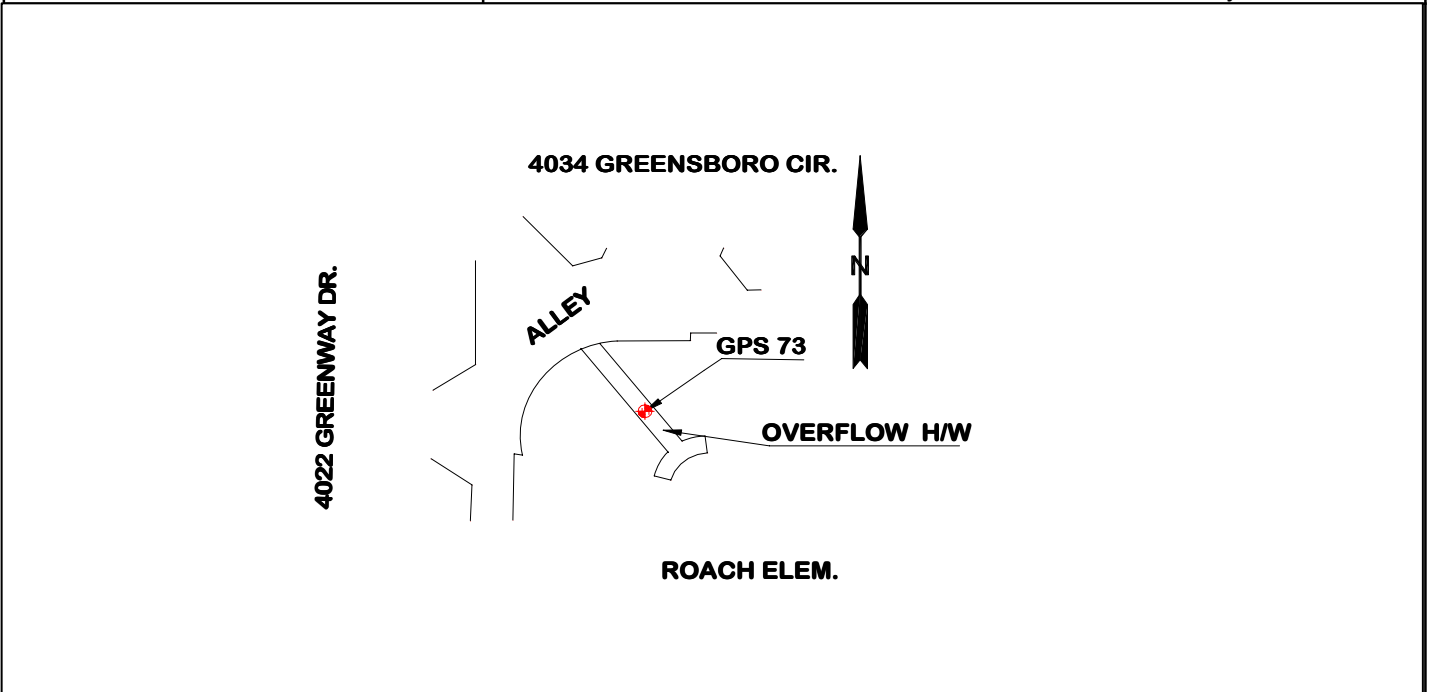 4034 GREENSBORO CIR.
N
4022 GREENWAY DR.
ALLEY
GPS 73
OVERFLOW H/W
ROACH ELEM.